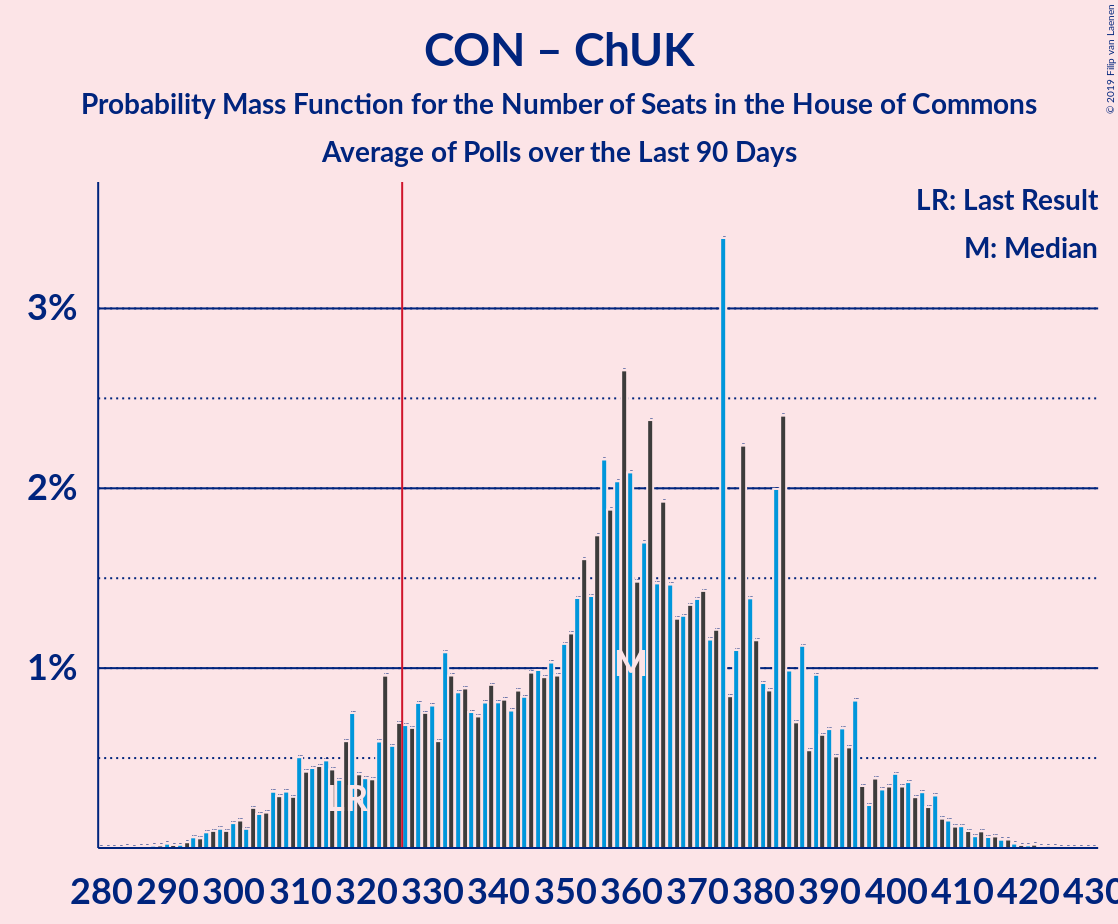 CON – ChUK
Probability Mass Function for the Number of Seats in the House of Commons
Average of Polls over the Last 90 Days
© 2019 Filip van Laenen
LR: Last Result
M: Median
3%
2%
1%
LR
M
280 290 300 310 320 330 340 350 360 370 380 390 400 410 420 430